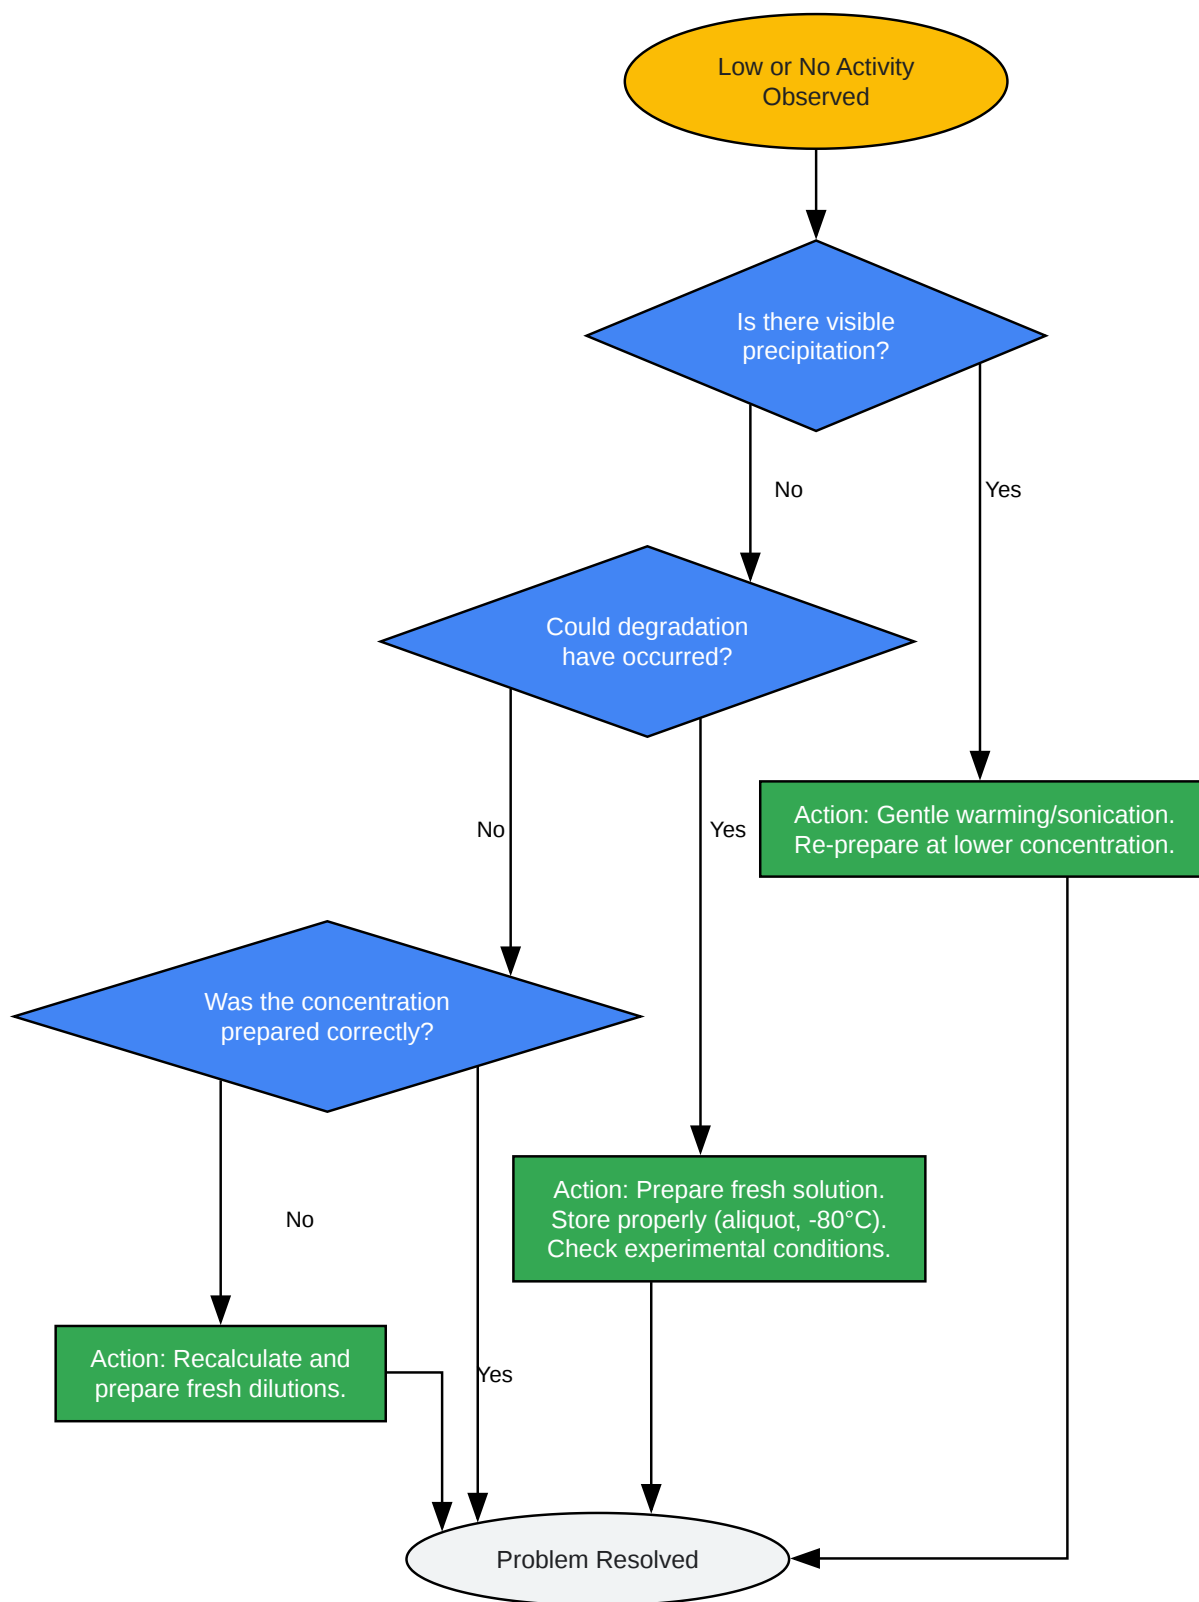 Low or No Activity
Observed
Is there visible
precipitation?
No
Yes
Could degradation
have occurred?
No
Yes
Action: Gentle warming/sonication.
Re-prepare at lower concentration.
Was the concentration
prepared correctly?
No
Yes
Action: Prepare fresh solution.
Store properly (aliquot, -80°C).
Check experimental conditions.
Action: Recalculate and
prepare fresh dilutions.
Problem Resolved